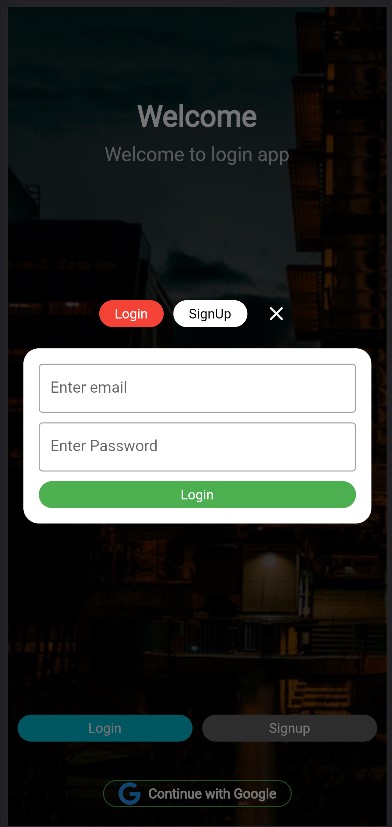 Welcome
Welcome to login app
Login SignUp
Enter email
Enter Password
Login
Login Signup
Continue with Google